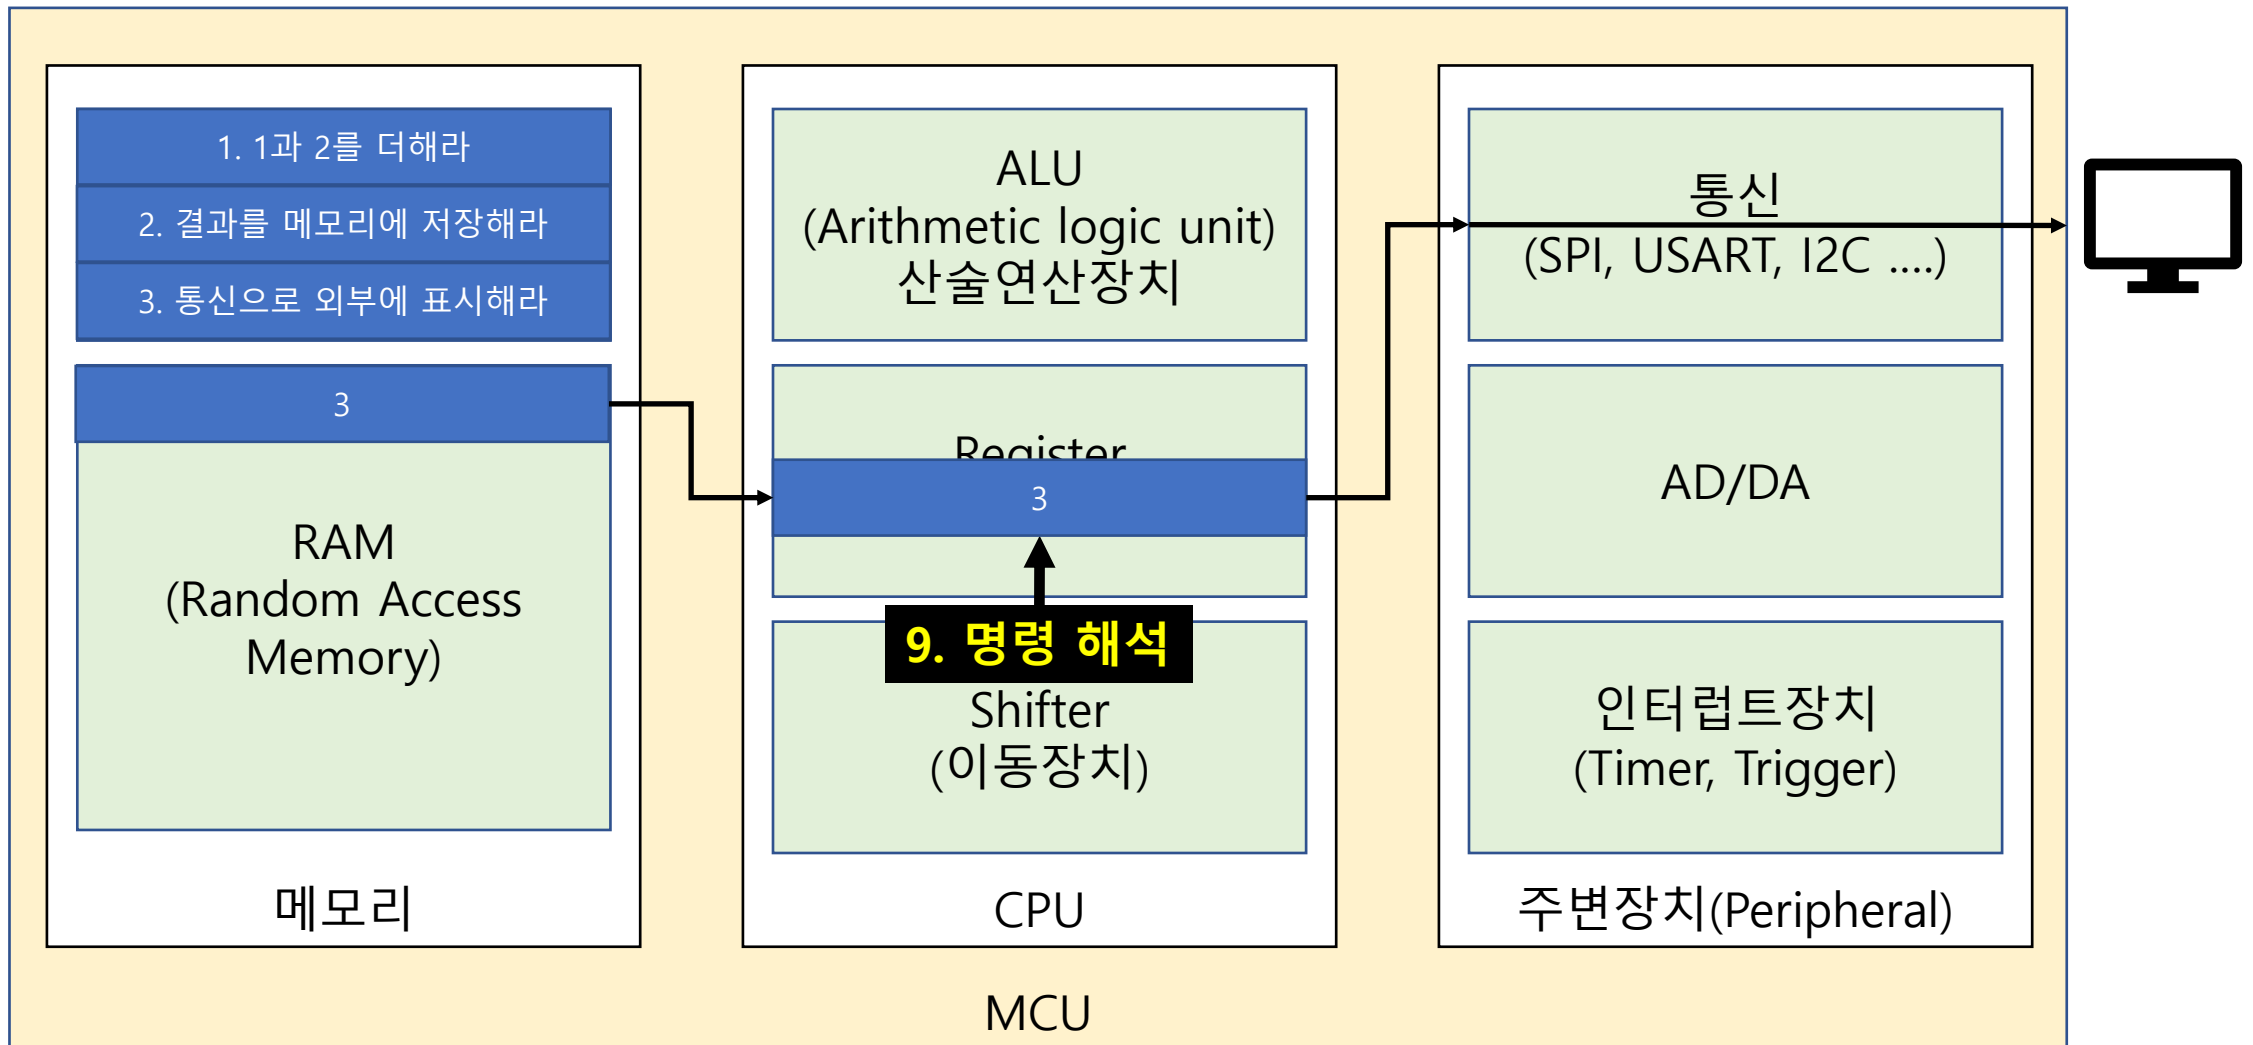 1. 1과 2를 더해라
2. 결과를 메모리에 저장해라
3. 통신으로 외부에 표시해라
3
RAM
(Random Access
Memory)
메모리
ALU
(Arithmetic logic unit)
산술연산장치
Register
3
9. 명령 해석
Shifter
(이동장치)
CPU
통신
(SPI, USART, I2C ....)
AD/DA
인터럽트장치
(Timer, Trigger)
주변장치(Peripheral)
MCU